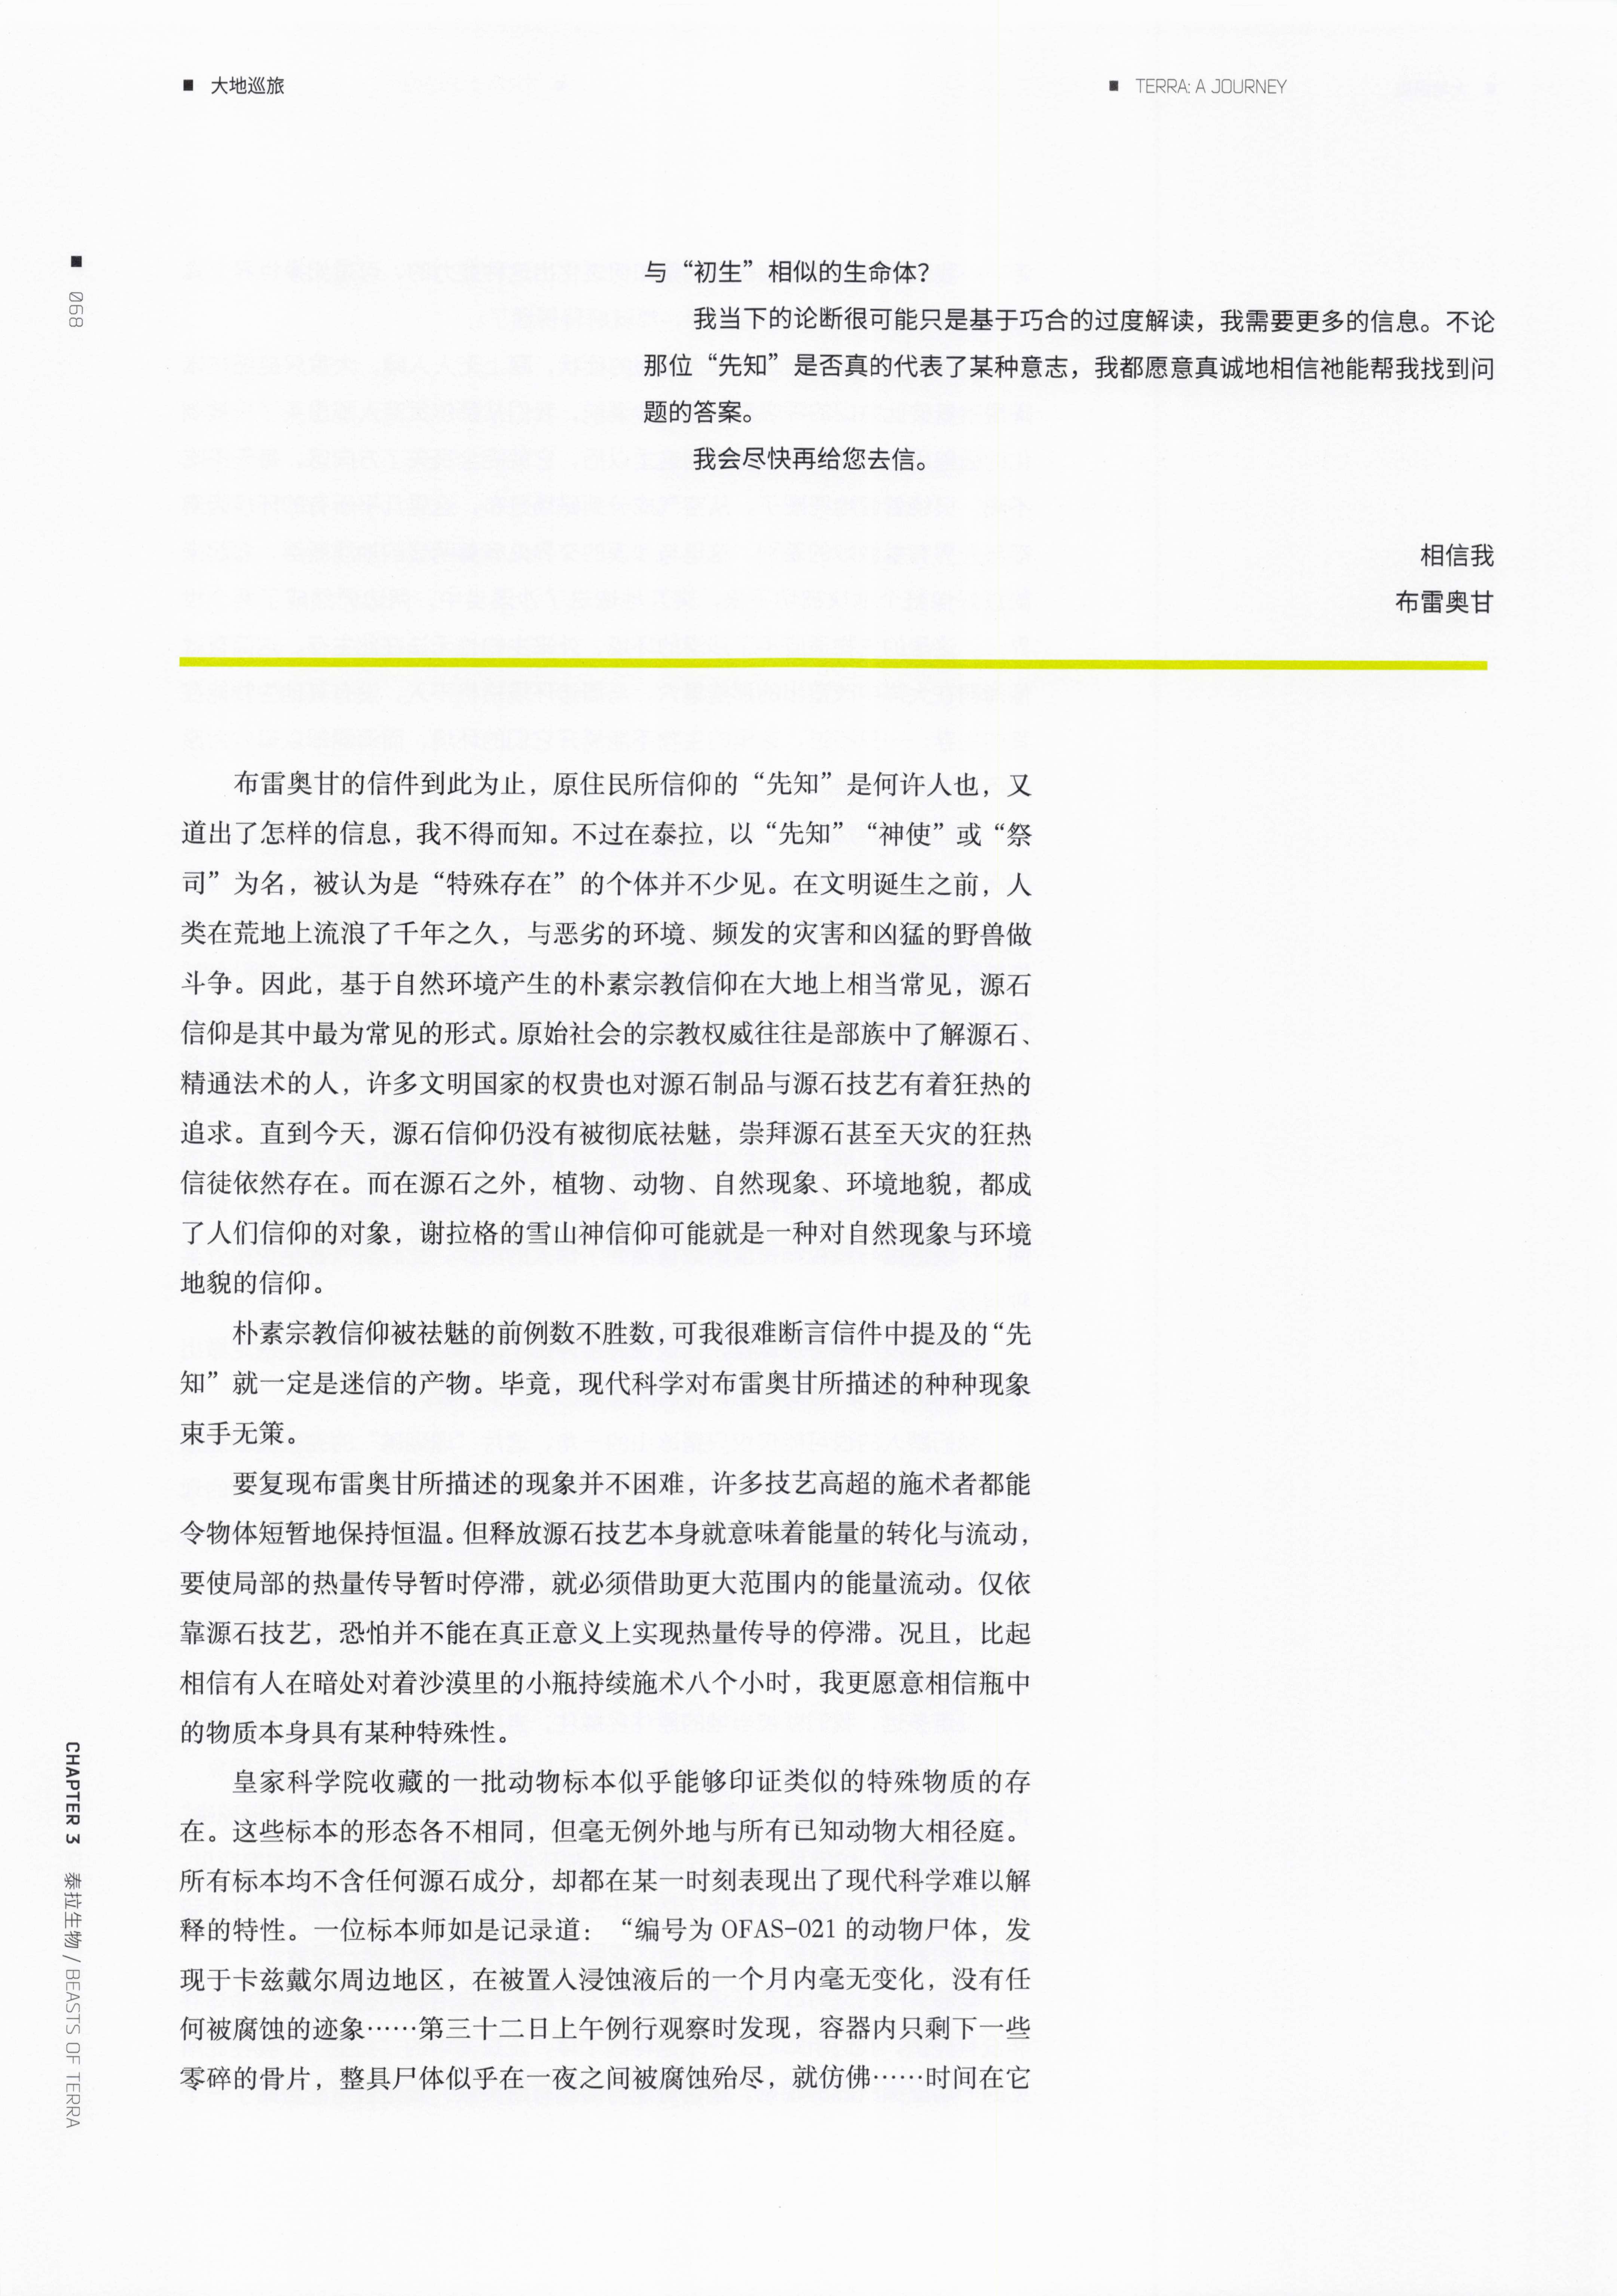 ■ 大地巡旅
■ TERRA: A JOURNEY
■ 068
与“初生”相似的生命体？
我当下的论断很可能只是基于巧合的过度解读，我需要更多的信息。不论
那位“先知”是否真的代表了某种意志，我都愿意真诚地相信祂能帮我找到问
题的答案。
我会尽快再给您去信。
相信我
布雷奥甘
布雷奥甘的信件到此为止，原住民所信仰的“先知”是何许人也，又
道出了怎样的信息，我不得而知。不过在泰拉，以“先知”“神使”或“祭
司”为名，被认为是“特殊存在”的个体并不少见。在文明诞生之前，人
类在荒地上流浪了千年之久，与恶劣的环境、频发的灾害和凶猛的野兽做
斗争。因此，基于自然环境产生的朴素宗教信仰在大地上相当常见，源石
信仰是其中最为常见的形式。原始社会的宗教权威往往是部族中了解源石、
精通法术的人，许多文明国家的权贵也对源石制品与源石技艺有着狂热的
追求。直到今天，源石信仰仍没有被彻底祛魅，崇拜源石甚至天灾的狂热
信徒依然存在。而在源石之外，植物、动物、自然现象、环境地貌，都成
了人们信仰的对象，谢拉格的雪山神信仰可能就是一种对自然现象与环境
地貌的信仰。
朴素宗教信仰被祛魅的前例数不胜数，可我很难断言信件中提及的“先
知”就一定是迷信的产物。毕竟，现代科学对布雷奥甘所描述的种种现象
束手无策。
要复现布雷奥甘所描述的现象并不困难，许多技艺高超的施术者都能
令物体短暂地保持恒温。但释放源石技艺本身就意味着能量的转化与流动，
要使局部的热量传导暂时停滞，就必须借助更大范围内的能量流动。仅依
靠源石技艺，恐怕并不能在真正意义上实现热量传导的停滞。况且，比起
相信有人在暗处对着沙漠里的小瓶持续施术八个小时，我更愿意相信瓶中
的物质本身具有某种特殊性。
皇家科学院收藏的一批动物标本似乎能够印证类似的特殊物质的存
在。这些标本的形态各不相同，但毫无例外地与所有已知动物大相径庭。
所有标本均不含任何源石成分，却都在某一时刻表现出了现代科学难以解
释的特性。一位标本师如是记录道：“编号为 OFAS-021 的动物尸体，发
现于卡兹戴尔周边地区，在被置入浸蚀液后的一个月内毫无变化，没有任
何被腐蚀的迹象……第三十二日上午例行观察时发现，容器内只剩下一些
零碎的骨片，整具尸体似乎在一夜之间被腐蚀殆尽，就仿佛……时间在它
CHAPTER 3 泰拉生物 / BEASTS OF TERRA